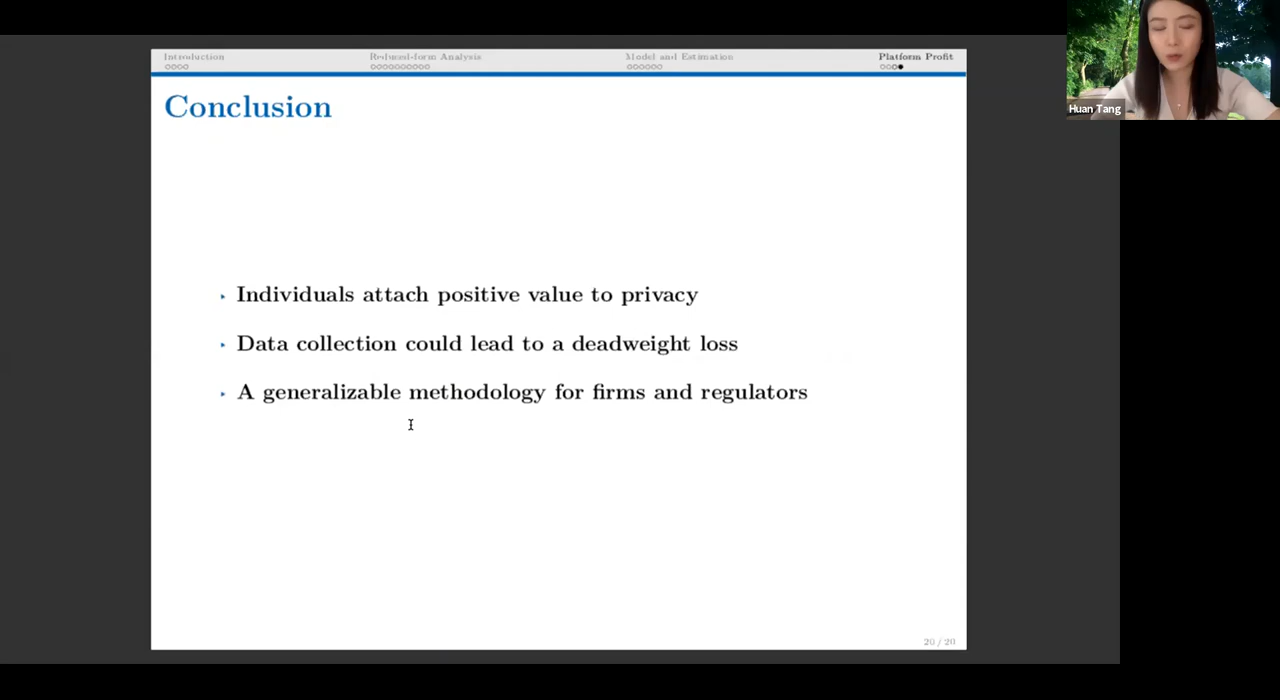 Introduction
Reduced-form Analysis
Model and Estimation
Platform Profit
Huan Tang
Conclusion
‣ Individuals attach positive value to privacy
‣ Data collection could lead to a deadweight loss
‣ A generalizable methodology for firms and regulators
20 / 20